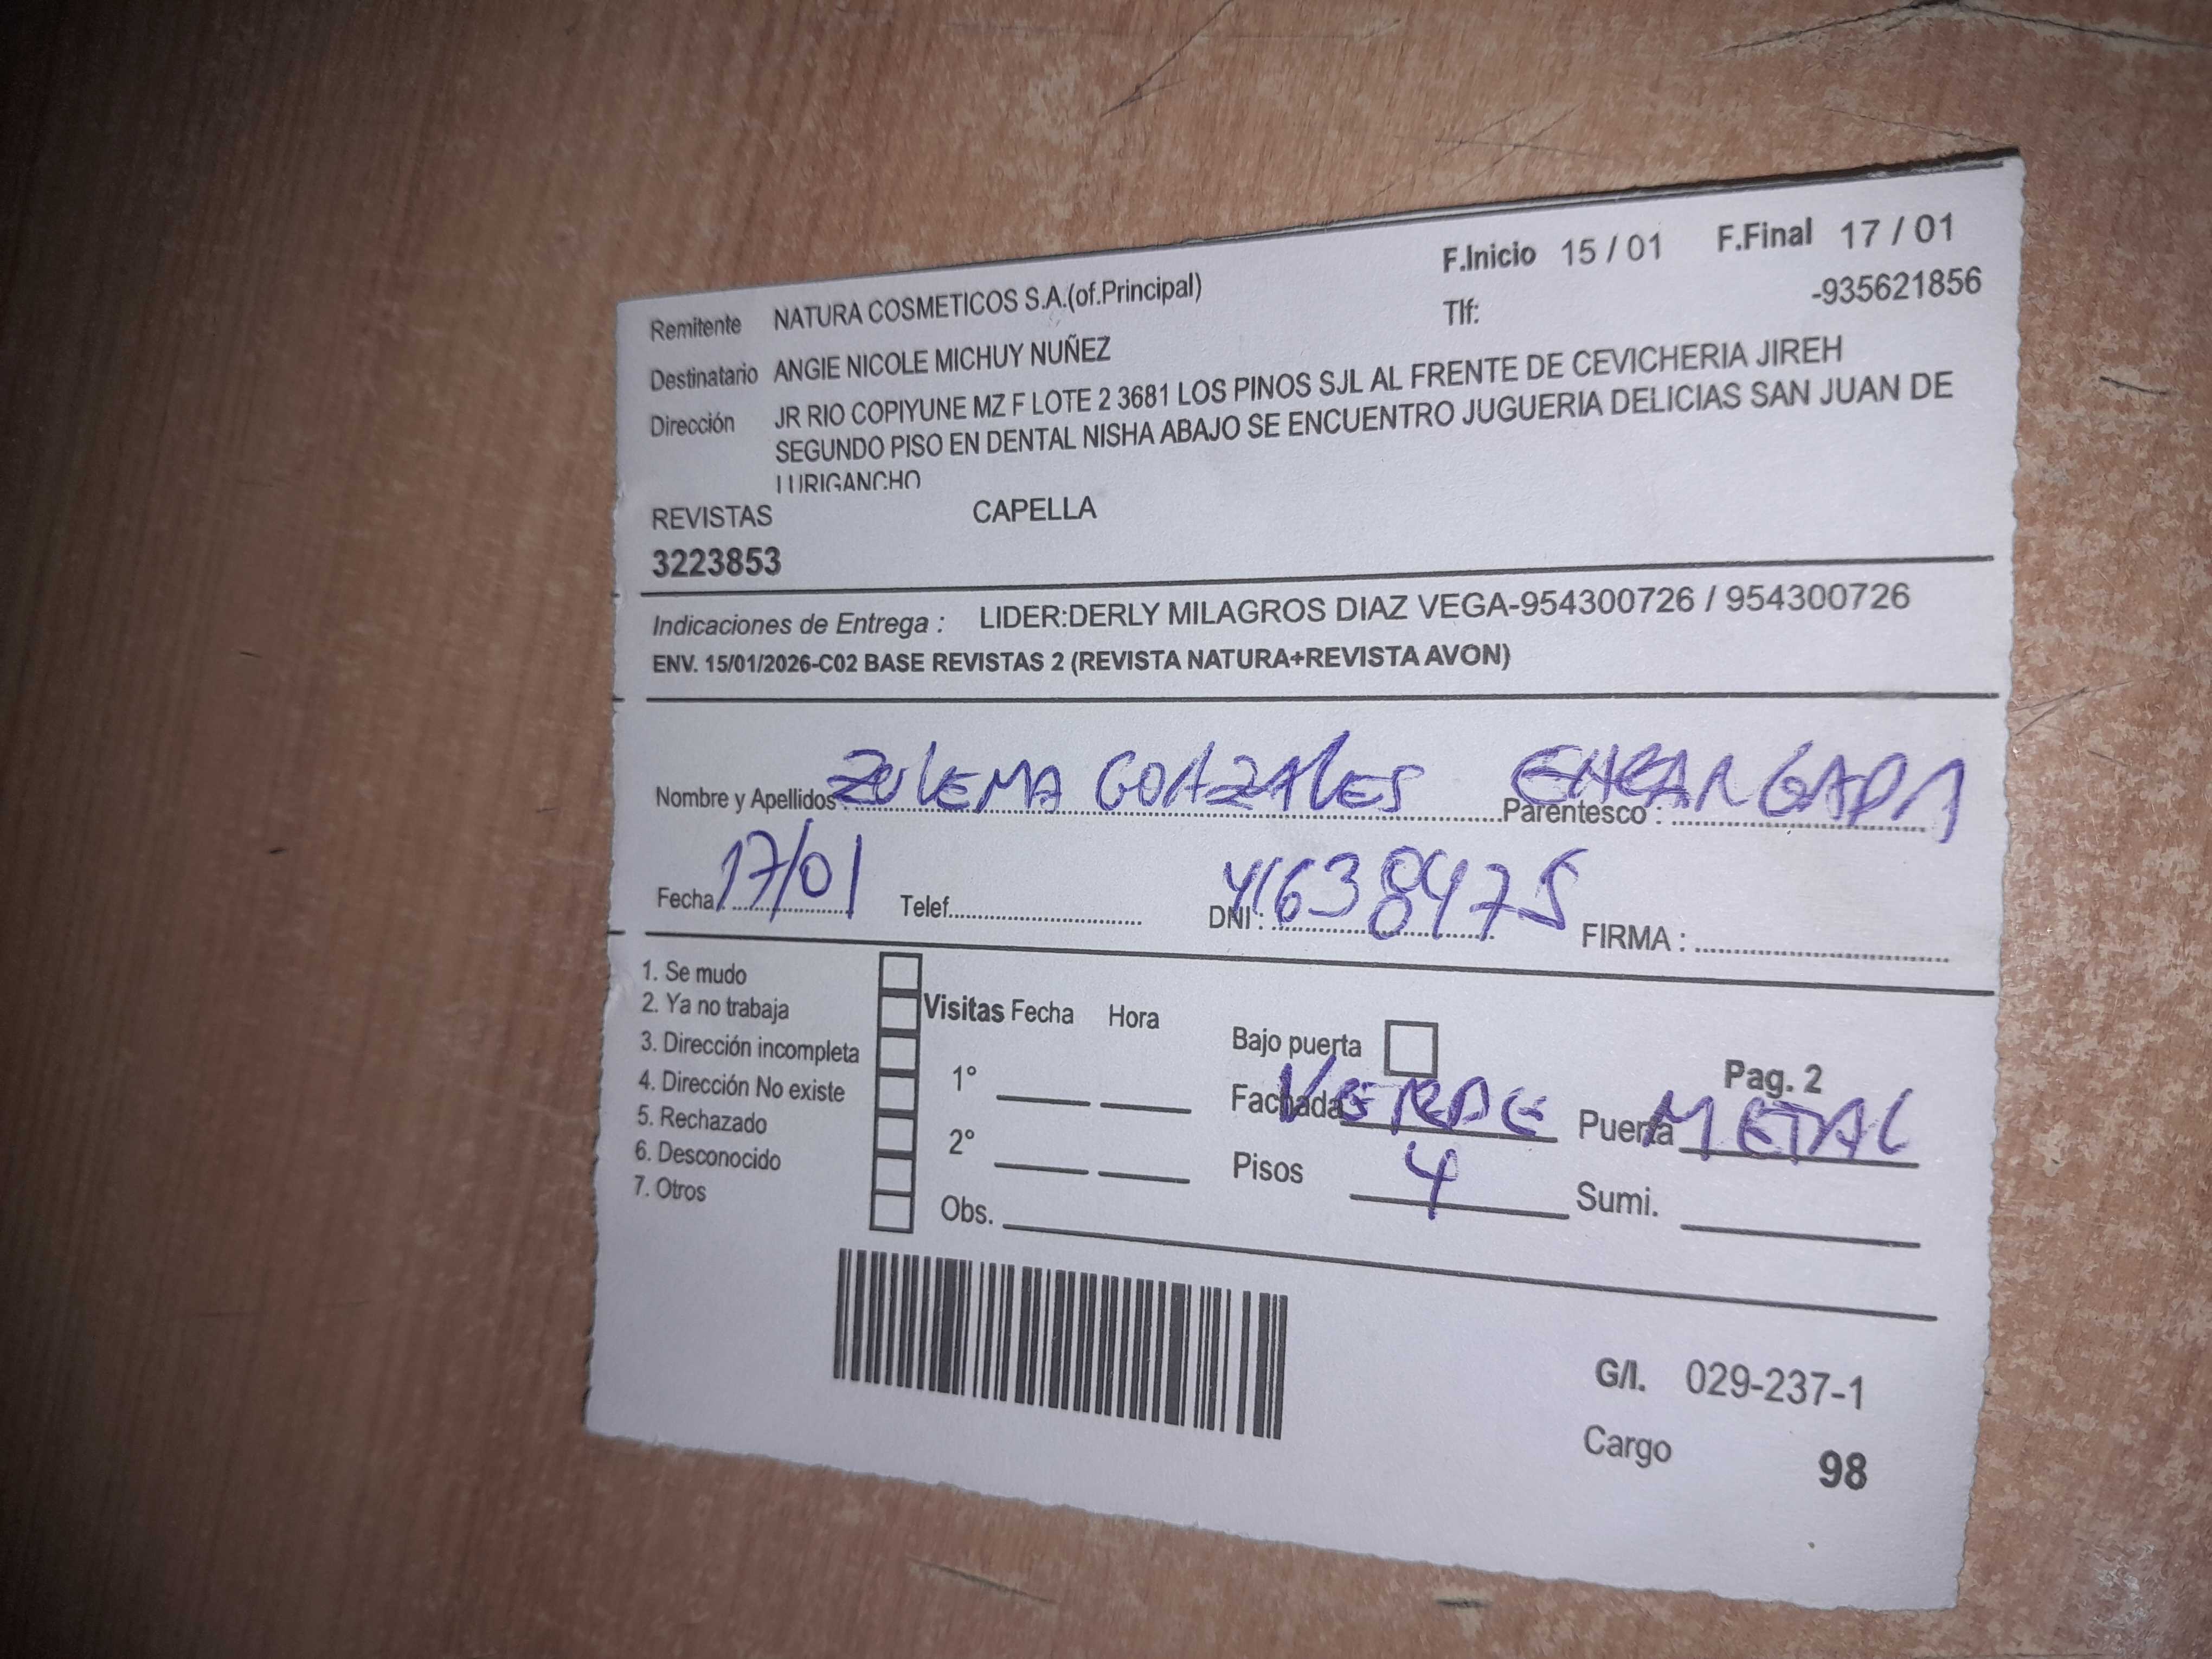 F.Inicio 15 / 01 F.Final 17 / 01
Remitente NATURA COSMETICOS S.A.(of.Principal) Tlf: -935621856
Destinatario ANGIE NICOLE MICHUY NUÑEZ
Dirección JR RIO COPIYUNE MZ F LOTE 2 3681 LOS PINOS SJL AL FRENTE DE CEVICHERIA JIREH
SEGUNDO PISO EN DENTAL NISHA ABAJO SE ENCUENTRO JUGUERIA DELICIAS SAN JUAN DE
LURIGANCHO
REVISTAS CAPELLA
3223853
Indicaciones de Entrega : LIDER:DERLY MILAGROS DIAZ VEGA-954300726 / 954300726
ENV. 15/01/2026-C02 BASE REVISTAS 2 (REVISTA NATURA+REVISTA AVON)
Nombre y Apellidos : ZULEMA GONZALES Parentesco : ENCARGADA
Fecha 17/01 Telef. DNI : 41638475 FIRMA :
1. Se mudo
2. Ya no trabaja
3. Dirección incompleta
4. Dirección No existe
5. Rechazado
6. Desconocido
7. Otros
Visitas Fecha Hora
1°
2°
Obs.
Bajo puerta
Pag. 2
Fachada VERDE Puerta METAL
Pisos 4 Sumi.
G/I. 029-237-1
Cargo 98